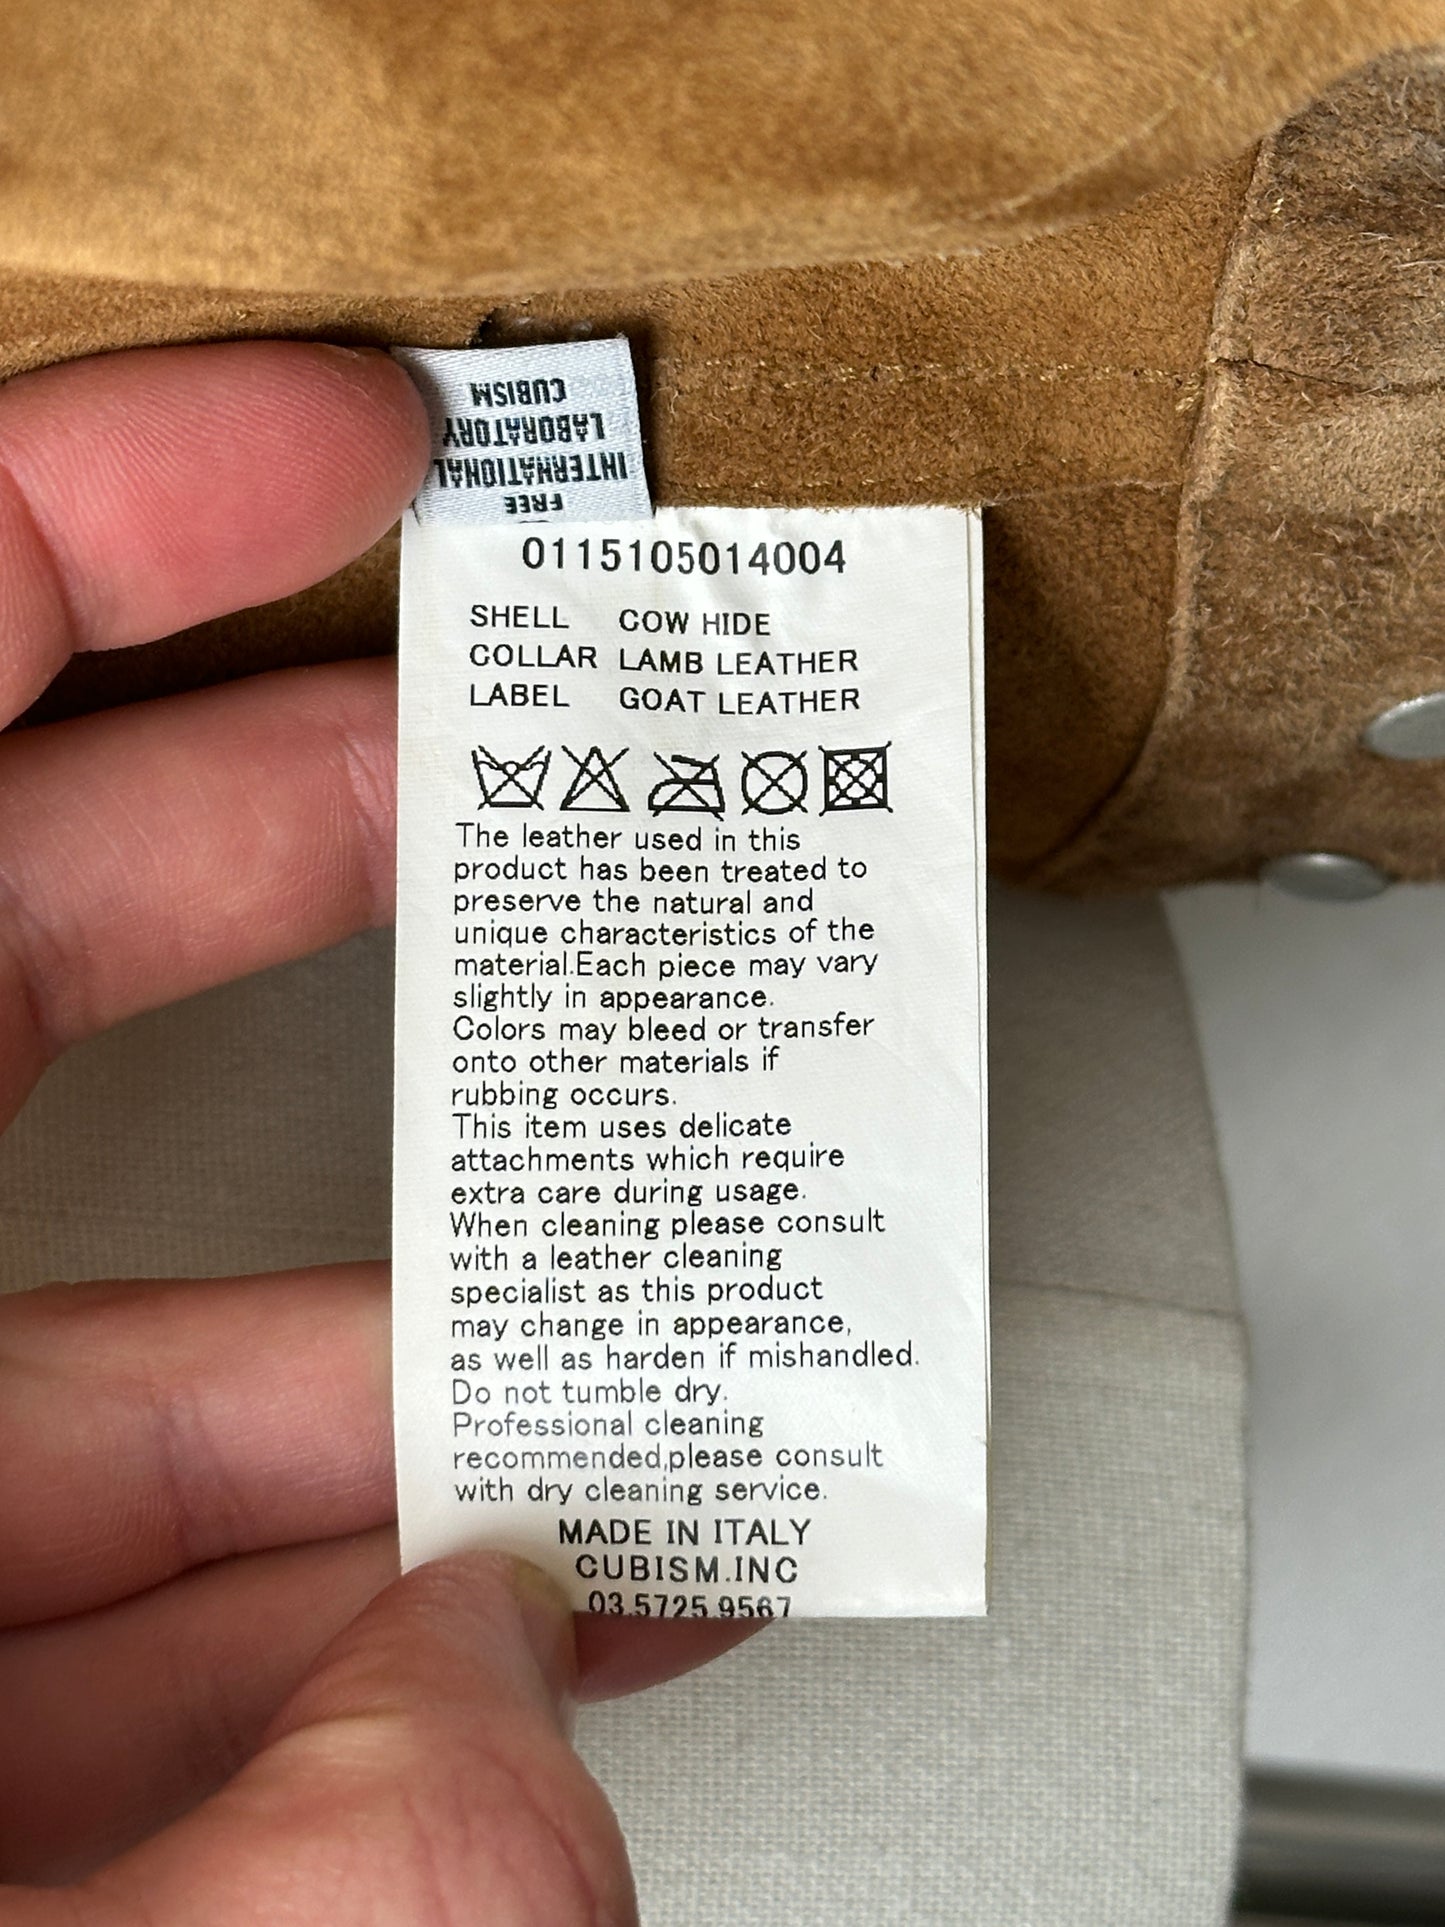 CUBISM
LABORATORY
INTERNATIONAL
FREE
0115105014004
SHELL COW HIDE
COLLAR LAMB LEATHER
LABEL GOAT LEATHER
The leather used in this
product has been treated to
preserve the natural and
unique characteristics of the
material.Each piece may vary
slightly in appearance.
Colors may bleed or transfer
onto other materials if
rubbing occurs.
This item uses delicate
attachments which require
extra care during usage.
When cleaning please consult
with a leather cleaning
specialist as this product
may change in appearance,
as well as harden if mishandled.
Do not tumble dry.
Professional cleaning
recommended,please consult
with dry cleaning service.
MADE IN ITALY
CUBISM.INC
03.5725.9567